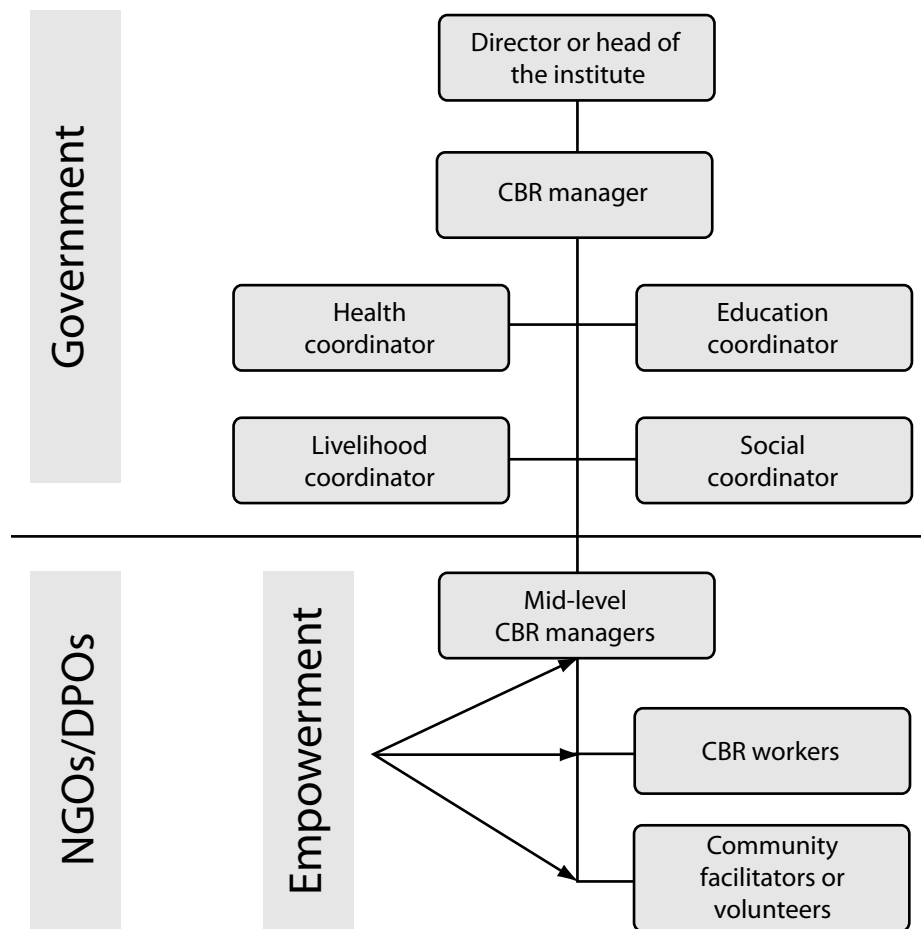 Government
Director or head of
the institute
CBR manager
Health
coordinator
Education
coordinator
Livelihood
coordinator
Social
coordinator
NGOs/DPOs
Empowerment
Mid-level
CBR managers
CBR workers
Community
facilitators or
volunteers